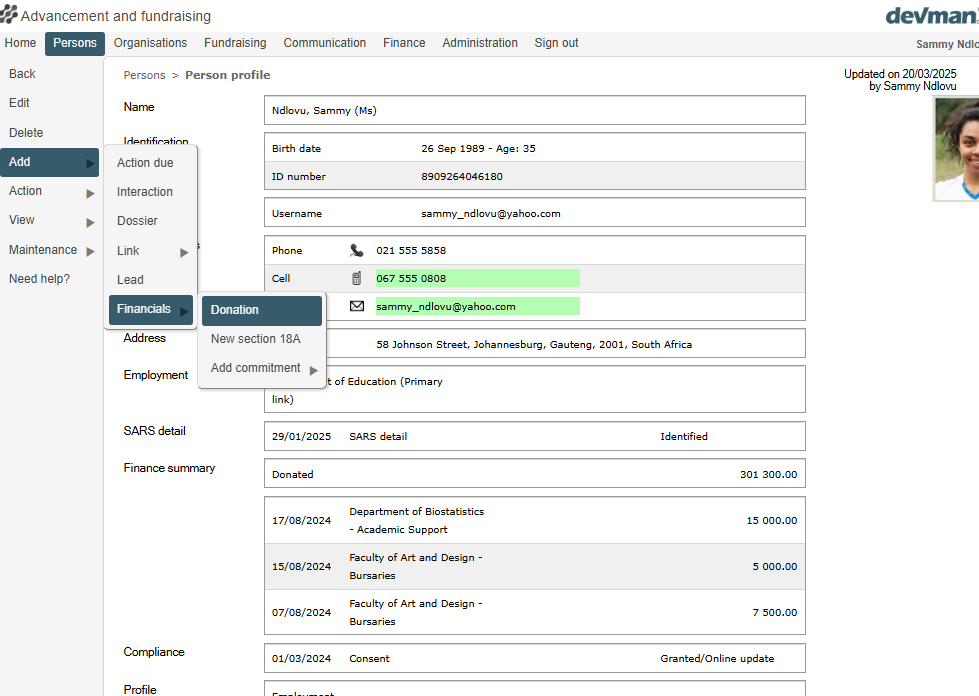 Advancement and fundraising
devman
Home Persons Organisations Fundraising Communication Finance Administration Sign out
Sammy
Back
Edit
Delete
Add
Action
View
Maintenance
Need help?
Persons > Person profile
Updated on 20/03/2025
by Sammy Ndlovu
Name
Ndlovu, Sammy (Ms)
Identification
Birth date 26 Sep 1989 - Age: 35
ID number 8909264046180
Username sammy_ndlovu@yahoo.com
Action due
Interaction
Dossier
Link
Lead
Financials
Donation
New section 18A
Add commitment
Phone 021 555 5858
Cell 067 555 0808
sammy_ndlovu@yahoo.com
Address
58 Johnson Street, Johannesburg, Gauteng, 2001, South Africa
Employment
t of Education (Primary
link)
SARS detail
29/01/2025 SARS detail Identified
Finance summary
Donated 301 300.00
17/08/2024 Department of Biostatistics
- Academic Support 15 000.00
15/08/2024 Faculty of Art and Design -
Bursaries 5 000.00
07/08/2024 Faculty of Art and Design -
Bursaries 7 500.00
Compliance
01/03/2024 Consent Granted/Online update
Profile
Employment